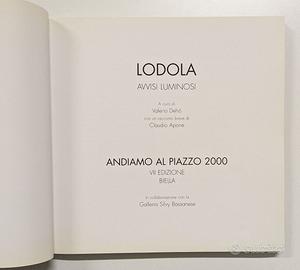 LODOLA
AVVISI LUMINOSI
A cura di
Valerio Dehò
con un racconto breve di
Claudio Apone
ANDIAMO AL PIAZZO 2000
VII EDIZIONE
BIELLA
in collaborazione con la
Galleria Silvy Bassanese
subito